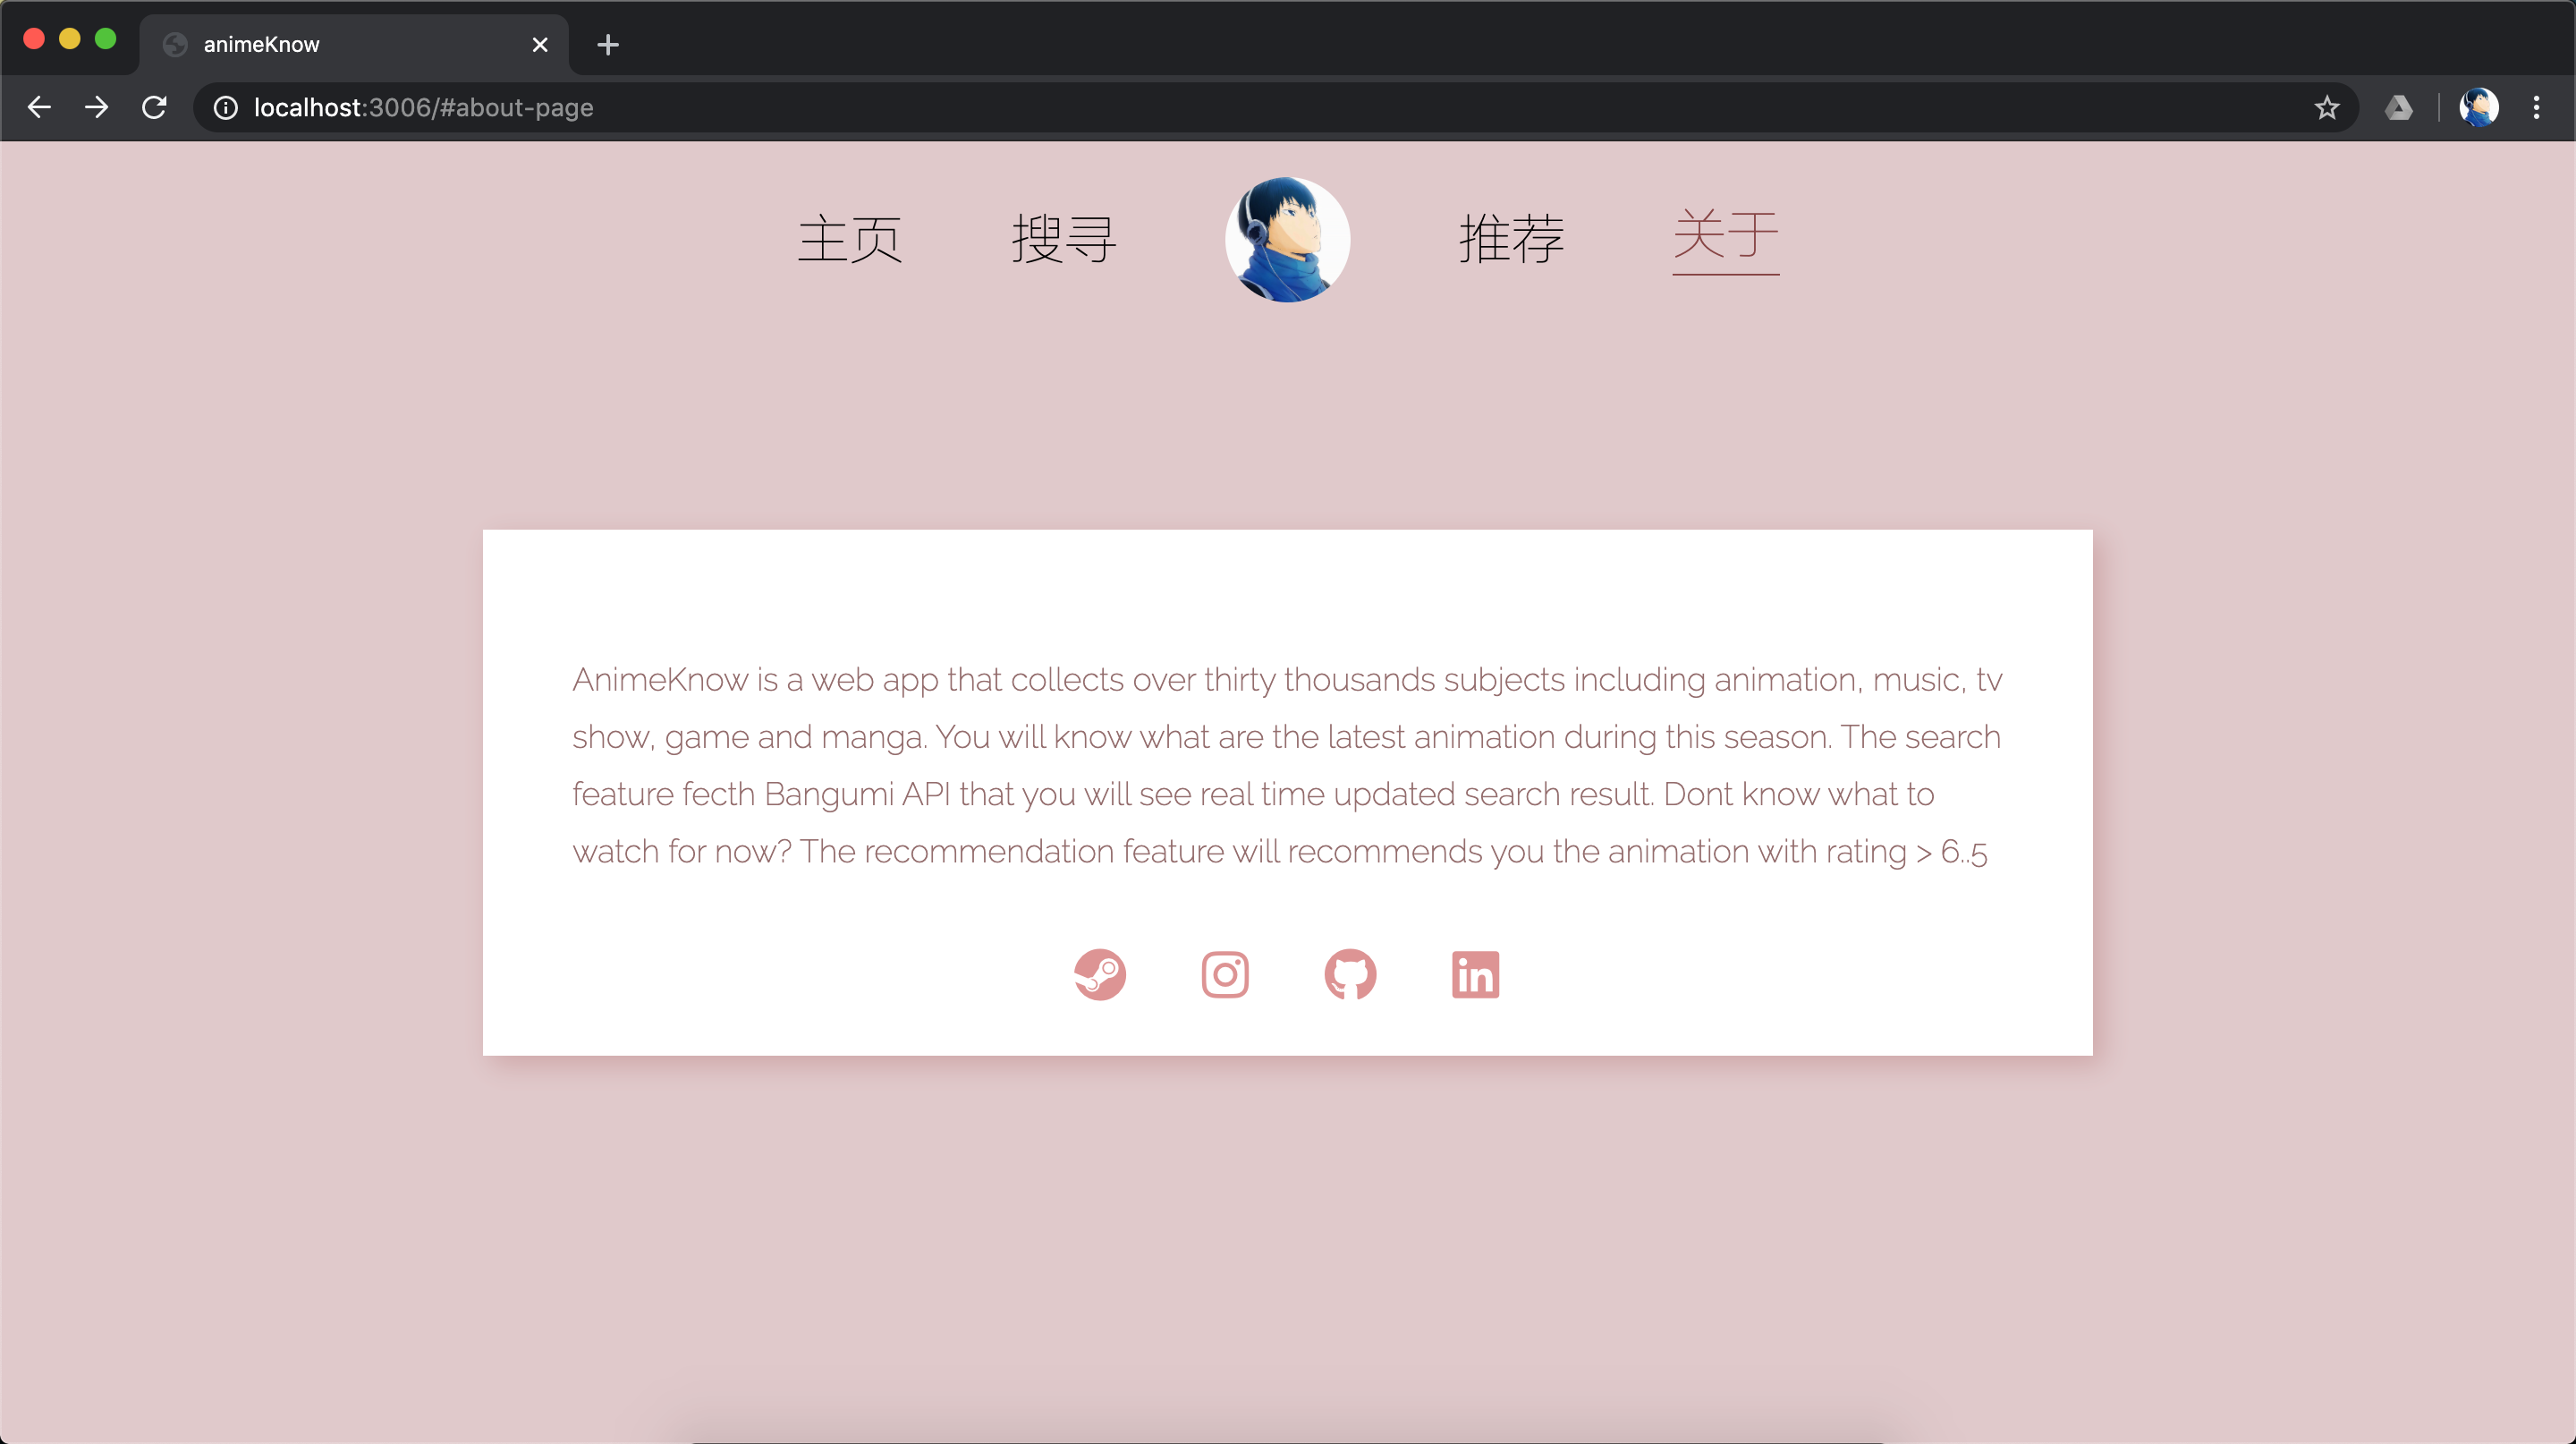 animeKnow
localhost:3006/#about-page
主页 搜寻 推荐 关于
AnimeKnow is a web app that collects over thirty thousands subjects including animation, music, tv
show, game and manga. You will know what are the latest animation during this season. The search
feature fecth Bangumi API that you will see real time updated search result. Dont know what to
watch for now? The recommendation feature will recommends you the animation with rating > 6..5
in